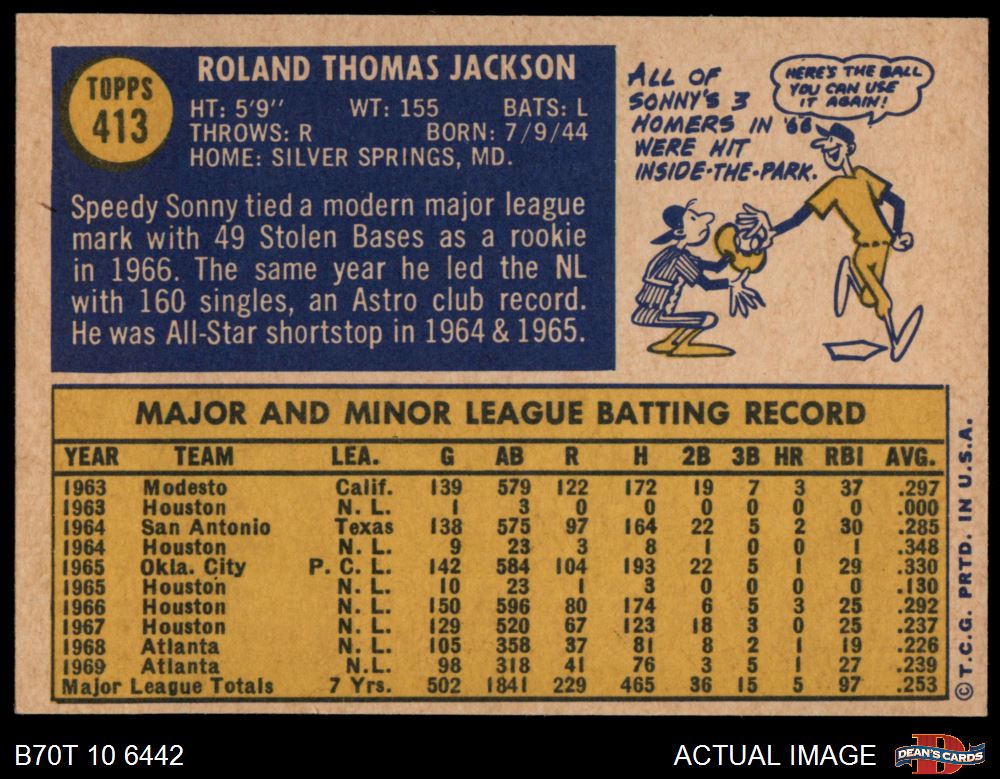 TOPPS
413
ROLAND THOMAS JACKSON
HT: 5'9" WT: 155 BATS: L
THROWS: R BORN: 7/9/44
HOME: SILVER SPRINGS, MD.
Speedy Sonny tied a modern major league
mark with 49 Stolen Bases as a rookie
in 1966. The same year he led the NL
with 160 singles, an Astro club record.
He was All-Star shortstop in 1964 & 1965.
ALL OF
SONNY'S 3
HOMERS IN '66
WERE HIT
INSIDE-THE-PARK.
HERE'S THE BALL
YOU CAN USE
IT AGAIN!
MAJOR AND MINOR LEAGUE BATTING RECORD
YEAR TEAM LEA. G AB R H 2B 3B HR RBI AVG.
1963 Modesto Calif. 139 579 122 172 19 7 3 37 .297
1963 Houston N. L. 1 3 0 0 0 0 0 0 .000
1964 San Antonio Texas 138 575 97 164 22 5 2 30 .285
1964 Houston N. L. 9 23 3 8 1 0 0 1 .348
1965 Okla. City P. C. L. 142 584 104 193 22 5 1 29 .330
1965 Houston N. L. 10 23 1 3 0 0 0 0 .130
1966 Houston N. L. 150 596 80 174 6 5 3 25 .292
1967 Houston N. L. 129 520 67 123 18 3 0 25 .237
1968 Atlanta N. L. 105 358 37 81 8 2 1 19 .226
1969 Atlanta N.L. 98 318 41 76 3 5 1 27 .239
Major League Totals 7 Yrs. 502 1841 229 465 36 15 5 97 .253
© T.C.G. PRTD. IN U.S.A.
B70T 10 6442
ACTUAL IMAGE
D
DEAN'S CARDS